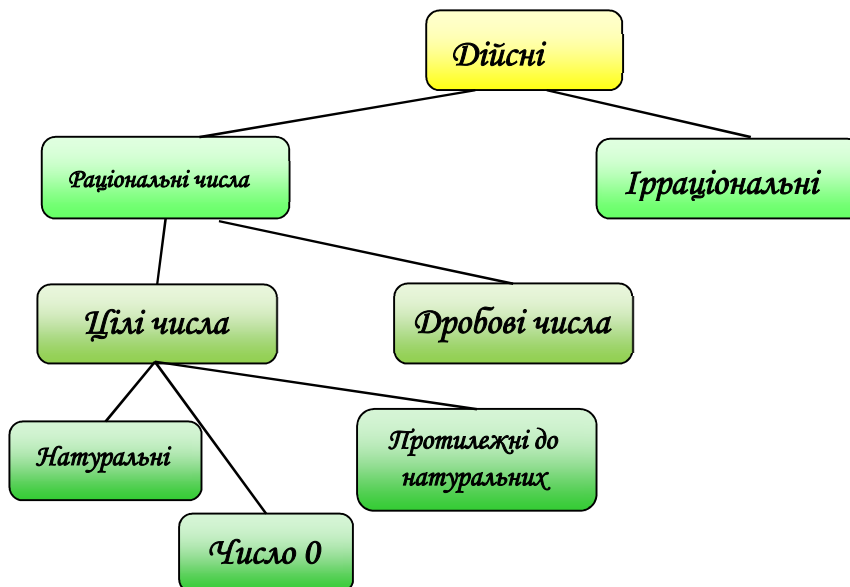 Дійсні
Раціональні числа
Ірраціональні
Цілі числа
Дробові числа
Натуральні
Протилежні до
натуральних
Число 0